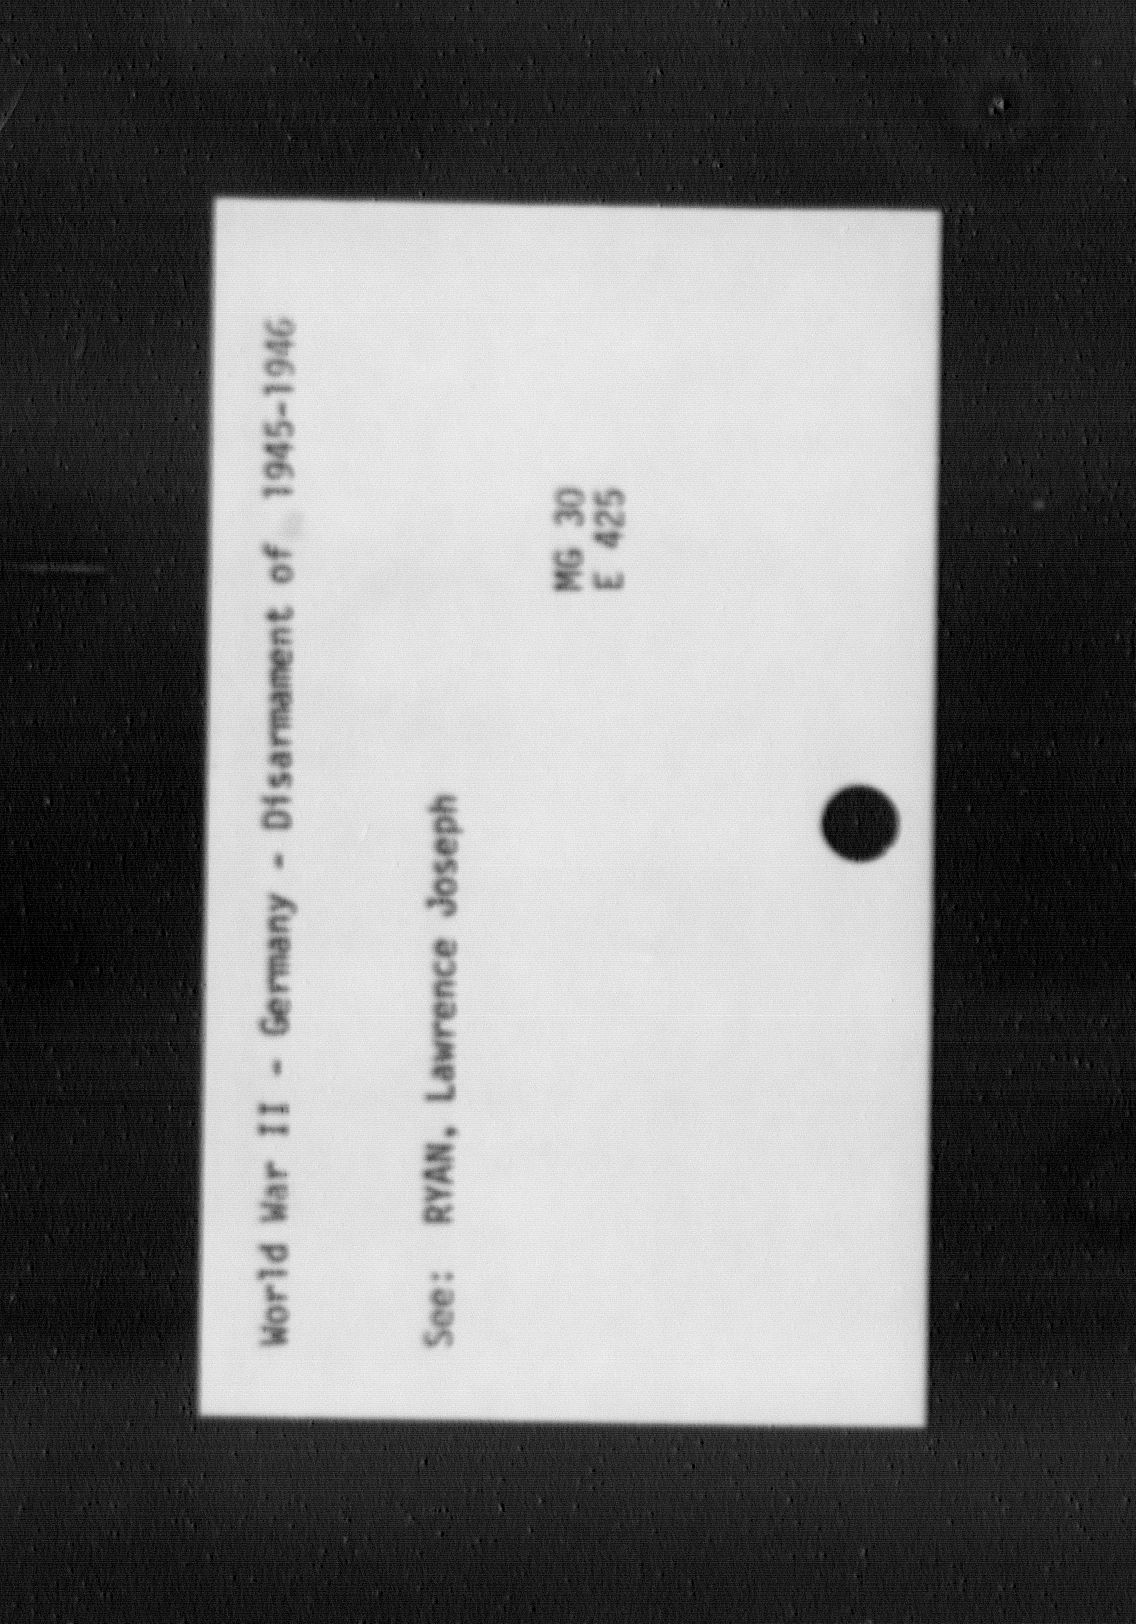 World War II - Germany - Disarmament of 1945-1946
See: RYAN, Lawrence Joseph
MG 30
E 425